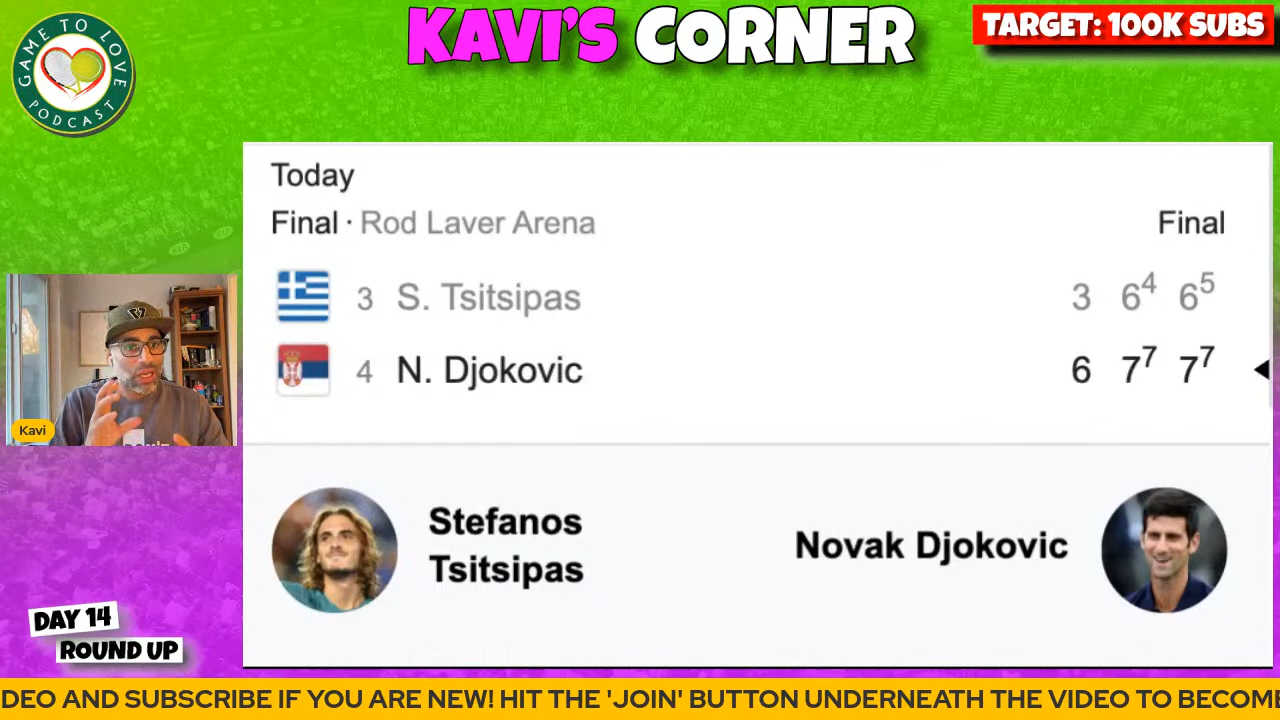 GAME TO LOVE
PODCAST
KAVI'S CORNER
TARGET: 100K SUBS
Today
Final · Rod Laver Arena
Final
3 S. Tsitsipas 3 6⁴ 6⁵
4 N. Djokovic 6 7⁷ 7⁷
Kavi
Stefanos
Tsitsipas
Novak Djokovic
DAY 14
ROUND UP
DEO AND SUBSCRIBE IF YOU ARE NEW! HIT THE 'JOIN' BUTTON UNDERNEATH THE VIDEO TO BECOME